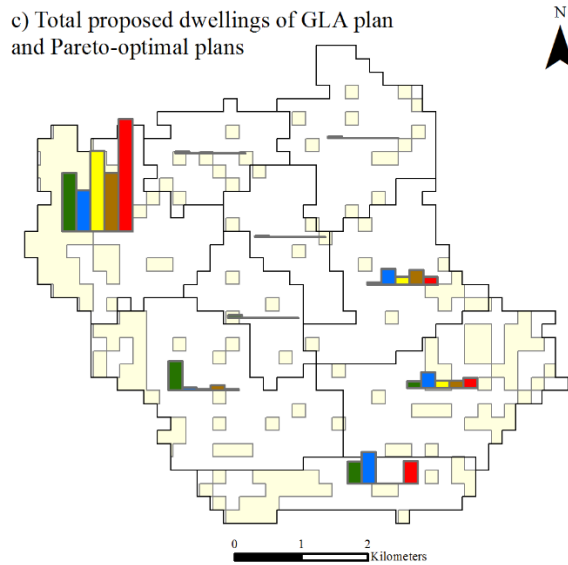 c) Total proposed dwellings of GLA plan
and Pareto-optimal plans
N
0 1 2
Kilometers